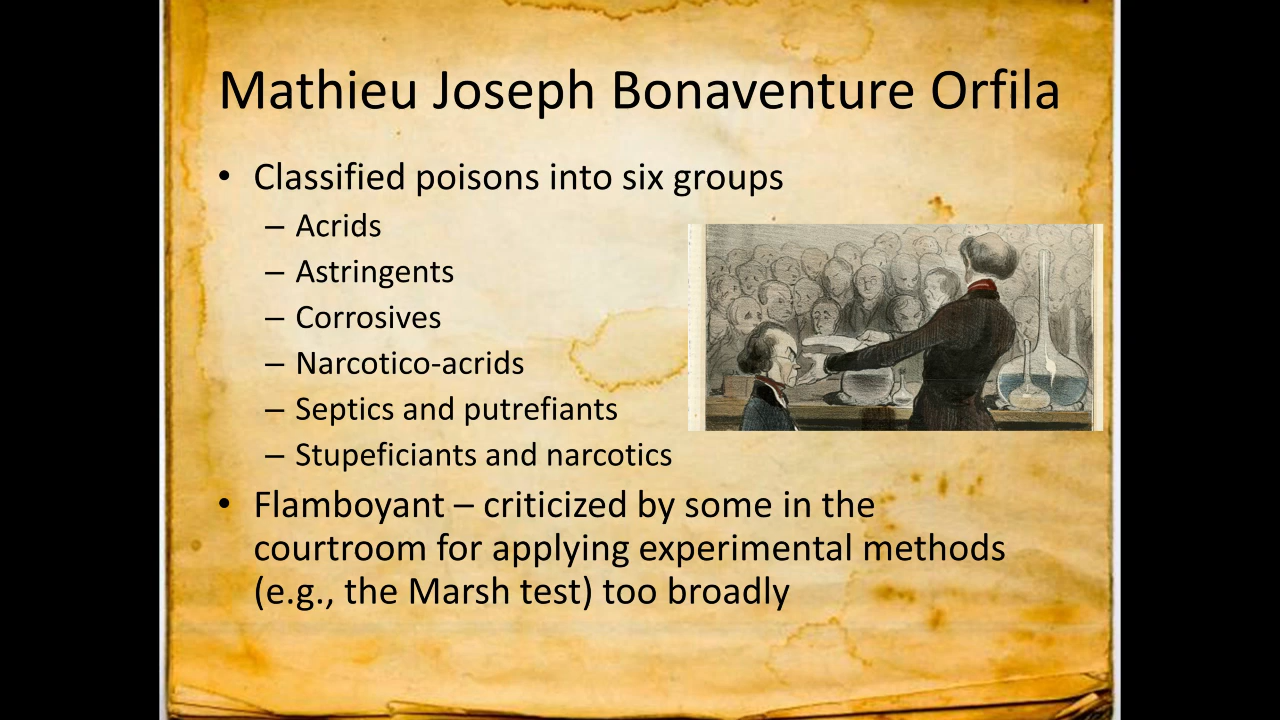 Mathieu Joseph Bonaventure Orfila
• Classified poisons into six groups
– Acrids
– Astringents
– Corrosives
– Narcotico-acrids
– Septics and putrefiants
– Stupeficiants and narcotics
• Flamboyant – criticized by some in the
courtroom for applying experimental methods
(e.g., the Marsh test) too broadly